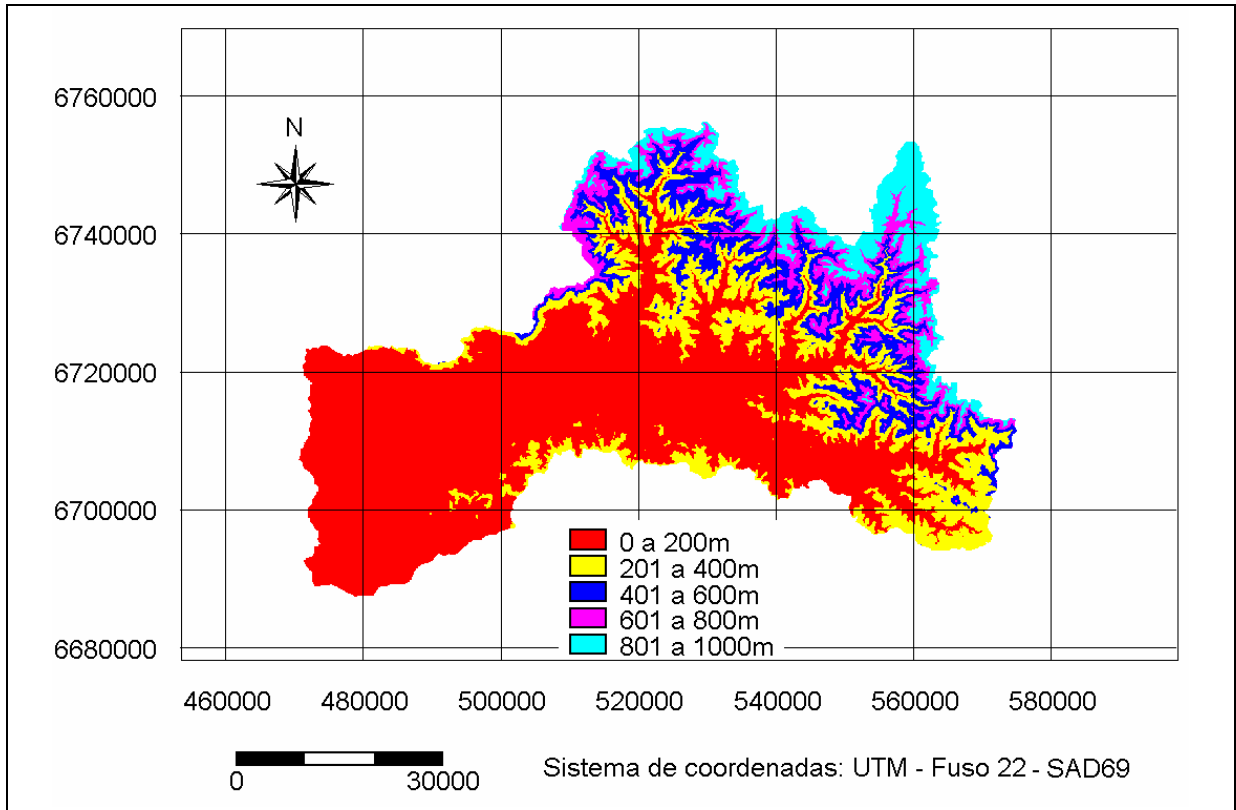 6760000
N
6740000
6720000
6700000
0 a 200m
201 a 400m
401 a 600m
601 a 800m
801 a 1000m
6680000
460000 480000 500000 520000 540000 560000 580000
0 30000
Sistema de coordenadas: UTM - Fuso 22 - SAD69